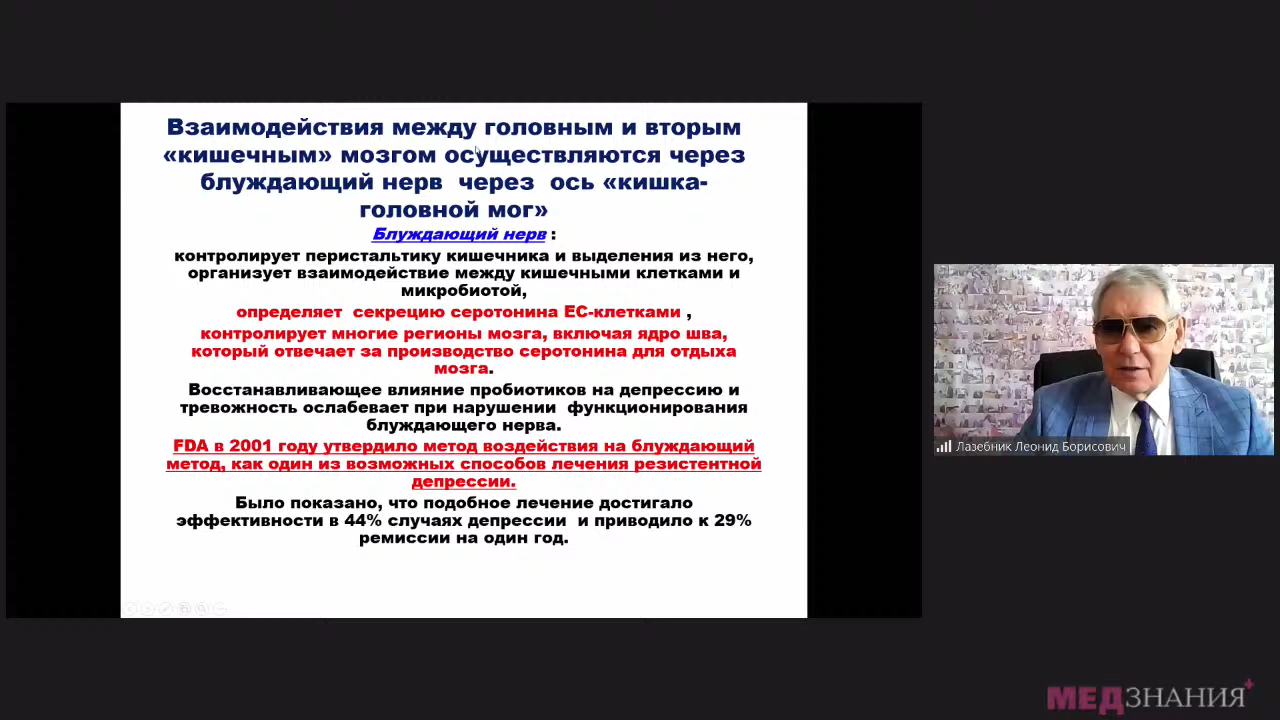 Взаимодействия между головным и вторым
«кишечным» мозгом осуществляются через
блуждающий нерв через ось «кишка-
головной мог»
Блуждающий нерв :
контролирует перистальтику кишечника и выделения из него,
организует взаимодействие между кишечными клетками и
микробиотой,
определяет секрецию серотонина ЕС-клетками ,
контролирует многие регионы мозга, включая ядро шва,
который отвечает за производство серотонина для отдыха
мозга.
Восстанавливающее влияние пробиотиков на депрессию и
тревожность ослабевает при нарушении функционирования
блуждающего нерва.
FDA в 2001 году утвердило метод воздействия на блуждающий
метод, как один из возможных способов лечения резистентной
депрессии.
Было показано, что подобное лечение достигало
эффективности в 44% случаях депрессии и приводило к 29%
ремиссии на один год.
Лазебник Леонид Борисович
МЕДЗНАНИЯ+